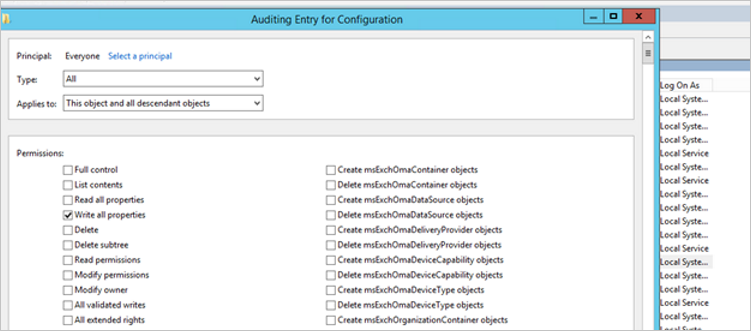 Auditing Entry for Configuration
Principal: Everyone Select a principal
Type: All
Applies to: This object and all descendant objects
Permissions:
Full control
List contents
Read all properties
Write all properties
Delete
Delete subtree
Read permissions
Modify permissions
Modify owner
All validated writes
All extended rights
Create msExchOmaContainer objects
Delete msExchOmaContainer objects
Create msExchOmaDataSource objects
Delete msExchOmaDataSource objects
Create msExchOmaDeliveryProvider objects
Delete msExchOmaDeliveryProvider objects
Create msExchOmaDeviceCapability objects
Delete msExchOmaDeviceCapability objects
Create msExchOmaDeviceType objects
Delete msExchOmaDeviceType objects
Create msExchOrganizationContainer objects
Log On As
Local Syste...
Local Syste...
Local Syste...
Local Syste...
Local Service
Local Syste...
Local Service
Local Syste...
Local Syste...
Local Syste...
Local Syste...
Local Service
Local Syste...
Local Syste...
Local Syste...
Local Service
Local Syste...